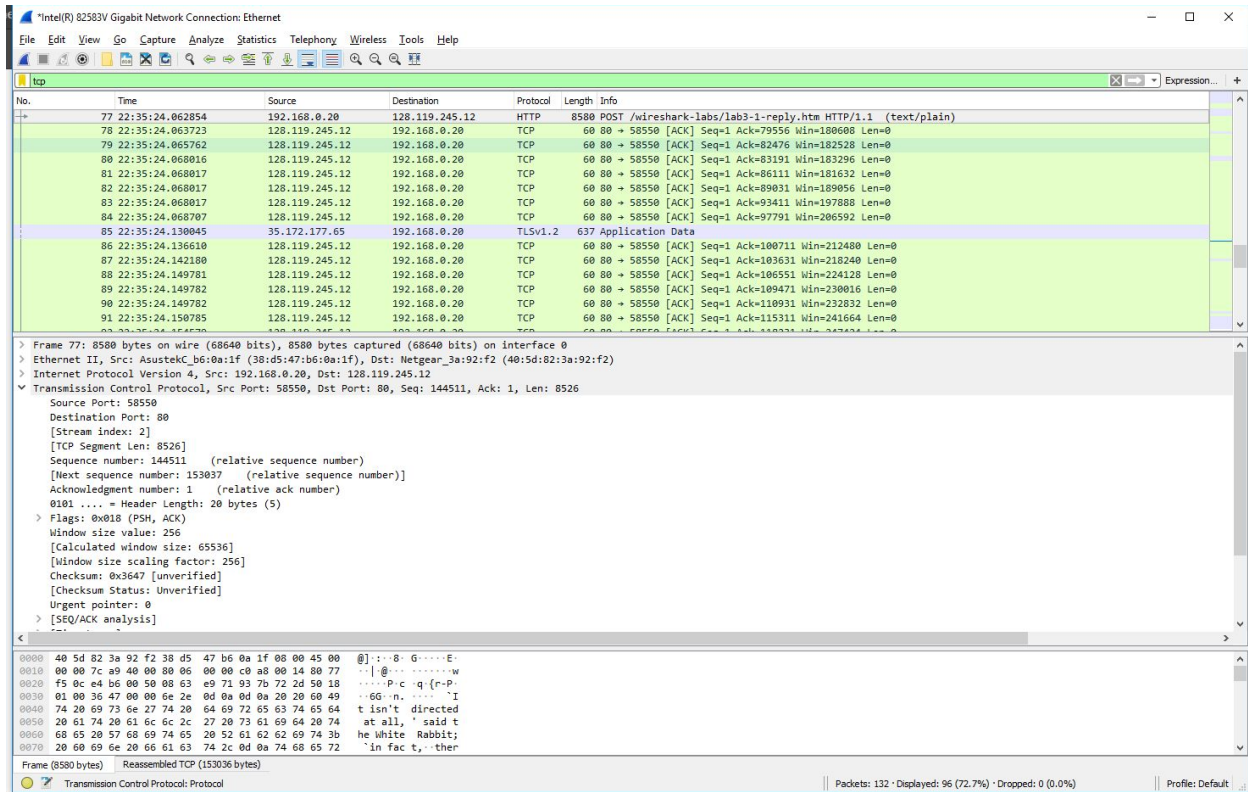 *Intel(R) 82583V Gigabit Network Connection: Ethernet
File Edit View Go Capture Analyze Statistics Telephony Wireless Tools Help
tcp Expression... +
No. Time Source Destination Protocol Length Info
77 22:35:24.062854 192.168.0.20 128.119.245.12 HTTP 8580 POST /wireshark-labs/lab3-1-reply.htm HTTP/1.1 (text/plain)
78 22:35:24.063723 128.119.245.12 192.168.0.20 TCP 60 80 → 58550 [ACK] Seq=1 Ack=79556 Win=180608 Len=0
79 22:35:24.065762 128.119.245.12 192.168.0.20 TCP 60 80 → 58550 [ACK] Seq=1 Ack=82476 Win=182528 Len=0
80 22:35:24.068016 128.119.245.12 192.168.0.20 TCP 60 80 → 58550 [ACK] Seq=1 Ack=83191 Win=183296 Len=0
81 22:35:24.068017 128.119.245.12 192.168.0.20 TCP 60 80 → 58550 [ACK] Seq=1 Ack=86111 Win=181632 Len=0
82 22:35:24.068017 128.119.245.12 192.168.0.20 TCP 60 80 → 58550 [ACK] Seq=1 Ack=89031 Win=189056 Len=0
83 22:35:24.068017 128.119.245.12 192.168.0.20 TCP 60 80 → 58550 [ACK] Seq=1 Ack=93411 Win=197888 Len=0
84 22:35:24.068707 128.119.245.12 192.168.0.20 TCP 60 80 → 58550 [ACK] Seq=1 Ack=97791 Win=206592 Len=0
85 22:35:24.130045 35.172.177.65 192.168.0.20 TLSv1.2 637 Application Data
86 22:35:24.136610 128.119.245.12 192.168.0.20 TCP 60 80 → 58550 [ACK] Seq=1 Ack=100711 Win=212480 Len=0
87 22:35:24.142180 128.119.245.12 192.168.0.20 TCP 60 80 → 58550 [ACK] Seq=1 Ack=103631 Win=218240 Len=0
88 22:35:24.149781 128.119.245.12 192.168.0.20 TCP 60 80 → 58550 [ACK] Seq=1 Ack=106551 Win=224128 Len=0
89 22:35:24.149782 128.119.245.12 192.168.0.20 TCP 60 80 → 58550 [ACK] Seq=1 Ack=109471 Win=230016 Len=0
90 22:35:24.149782 128.119.245.12 192.168.0.20 TCP 60 80 → 58550 [ACK] Seq=1 Ack=110931 Win=232832 Len=0
91 22:35:24.150785 128.119.245.12 192.168.0.20 TCP 60 80 → 58550 [ACK] Seq=1 Ack=115311 Win=241664 Len=0
Frame 77: 8580 bytes on wire (68640 bits), 8580 bytes captured (68640 bits) on interface 0
Ethernet II, Src: AsustekC_b6:0a:1f (38:d5:47:b6:0a:1f), Dst: Netgear_3a:92:f2 (40:5d:82:3a:92:f2)
Internet Protocol Version 4, Src: 192.168.0.20, Dst: 128.119.245.12
Transmission Control Protocol, Src Port: 58550, Dst Port: 80, Seq: 144511, Ack: 1, Len: 8526
Source Port: 58550
Destination Port: 80
[Stream index: 2]
[TCP Segment Len: 8526]
Sequence number: 144511 (relative sequence number)
[Next sequence number: 153037 (relative sequence number)]
Acknowledgment number: 1 (relative ack number)
0101 .... = Header Length: 20 bytes (5)
Flags: 0x018 (PSH, ACK)
Window size value: 256
[Calculated window size: 65536]
[Window size scaling factor: 256]
Checksum: 0x3647 [unverified]
[Checksum Status: Unverified]
Urgent pointer: 0
[SEQ/ACK analysis]
0000 40 5d 82 3a 92 f2 38 d5 47 b6 0a 1f 08 00 45 00 @]·:··8· G·····E·
0010 00 00 7c a9 40 00 80 06 00 00 c0 a8 00 14 80 77 ··|·@··· ·······w
0020 f5 0c e4 b6 00 50 08 63 e9 71 93 7b 72 2d 50 18 ·····P·c ·q·{r-P·
0030 01 00 36 47 00 00 6e 2e 0d 0a 0d 0a 20 20 60 49 ··6G··n. ···· `I
0040 74 20 69 73 6e 27 74 20 64 69 72 65 63 74 65 64 t isn't directed
0050 20 61 74 20 61 6c 6c 2c 27 20 73 61 69 64 20 74 at all, ' said t
0060 68 65 20 57 68 69 74 65 20 52 61 62 62 69 74 3b he White Rabbit;
0070 20 60 69 6e 20 66 61 63 74 2c 0d 0a 74 68 65 72 `in fac t,··ther
Frame (8580 bytes) Reassembled TCP (153036 bytes)
Transmission Control Protocol: Protocol Packets: 132 · Displayed: 96 (72.7%) · Dropped: 0 (0.0%) Profile: Default